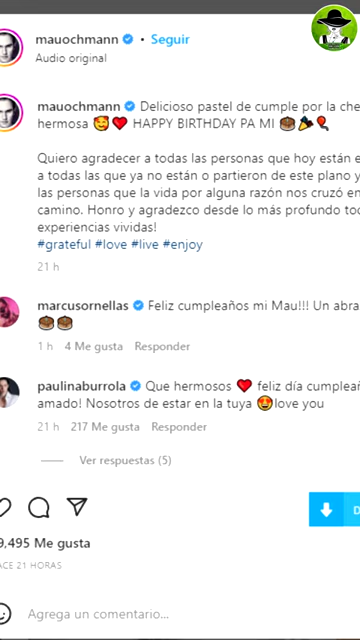 mauochmann • Seguir
Audio original
mauochmann Delicioso pastel de cumple por la che
hermosa 🥰❤️ HAPPY BIRTHDAY PA MI 🎂🎉🎈
Quiero agradecer a todas las personas que hoy están e
a todas las que ya no están o partieron de este plano y
las personas que la vida por alguna razón nos cruzó en
camino. Honro y agradezco desde lo más profundo toc
experiencias vividas!
#grateful #love #live #enjoy
21 h
marcusornellas Feliz cumpleaños mi Mau!!! Un abra
🎂🎂
1 h 4 Me gusta Responder
paulinaburrola Que hermosos ❤️ feliz día cumpleañ
amado! Nosotros de estar en la tuya 😍love you
21 h 217 Me gusta Responder
Ver respuestas (5)
D
9,495 Me gusta
ACE 21 HORAS
Agrega un comentario...